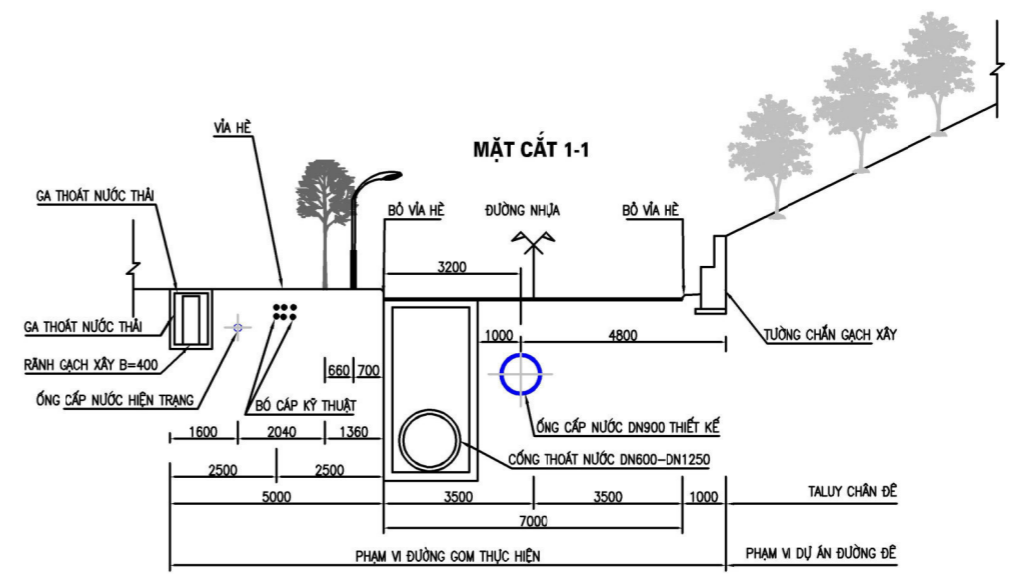 VỈA HÈ
MẶT CẮT 1-1
GA THOÁT NƯỚC THẢI
BÓ VỈA HÈ
ĐƯỜNG NHỰA
BÓ VỈA HÈ
3200
GA THOÁT NƯỚC THẢI
1000
4800
TƯỜNG CHẮN GẠCH XÂY
RÃNH GẠCH XÂY B=400
660
700
ỐNG CẤP NƯỚC HIỆN TRẠNG
BÓ CÁP KỸ THUẬT
ỐNG CẤP NƯỚC DN900 THIẾT KẾ
1600
2040
1360
CỐNG THOÁT NƯỚC DN600-DN1250
2500
2500
5000
3500
3500
1000
TALUY CHÂN ĐÊ
7000
PHẠM VI ĐƯỜNG GOM THỰC HIỆN
PHẠM VI DỰ ÁN ĐƯỜNG ĐÊ